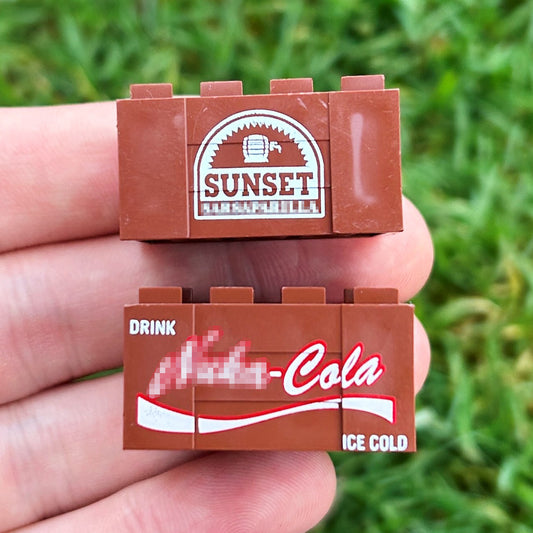 SUNSET
DRINK
-Cola
ICE COLD